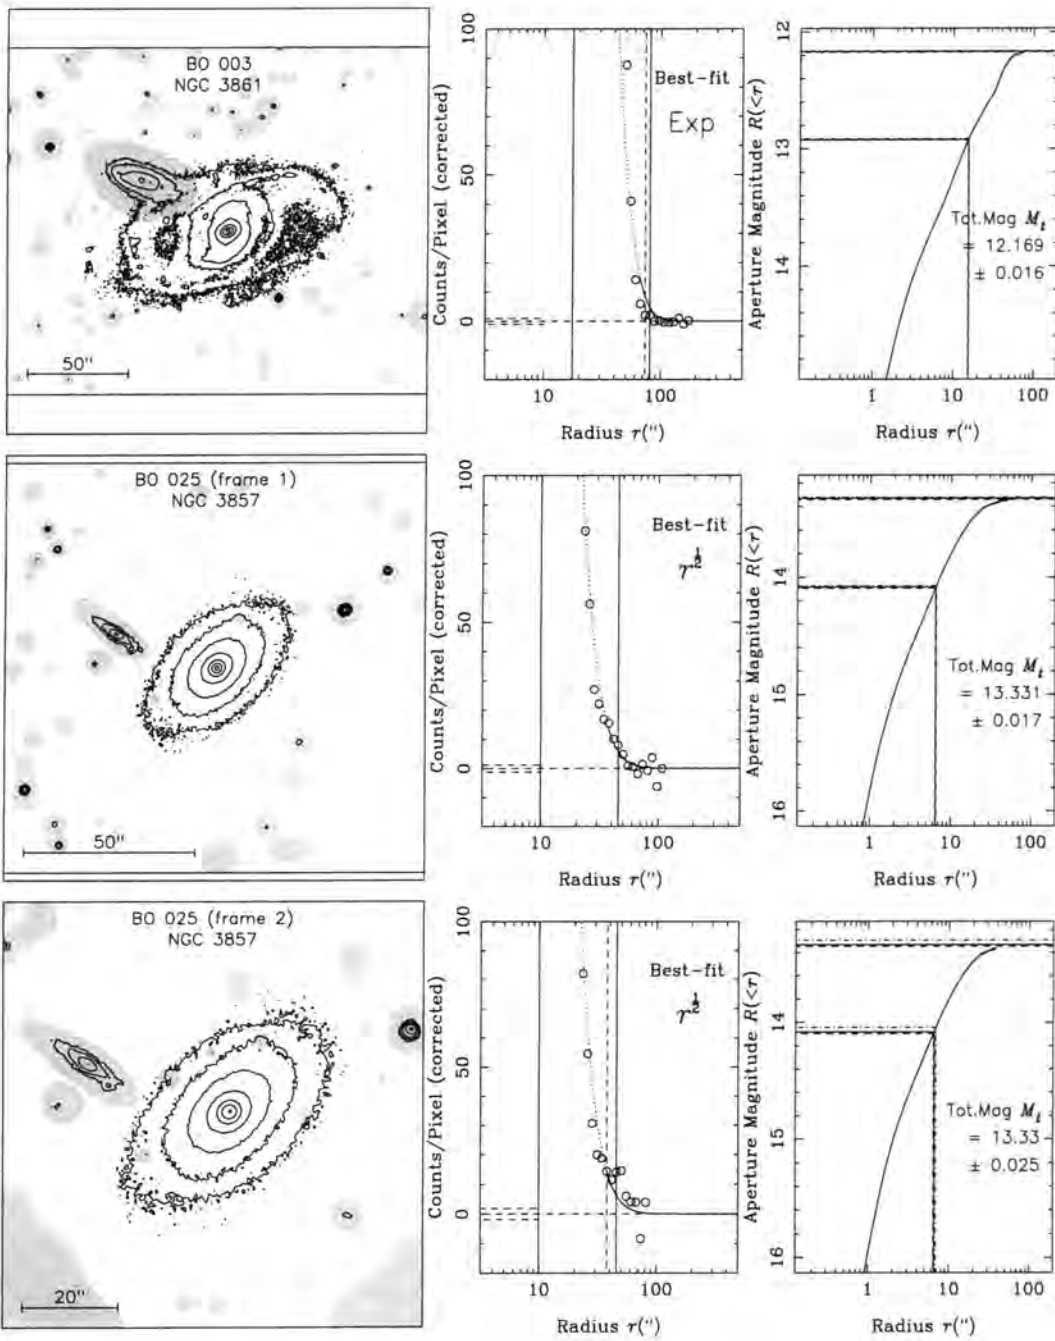 BO 003
NGC 3861
50"
Counts/Pixel (corrected)
100
50
0
Best-fit
Exp
10
100
Radius r(")
Aperture Magnitude R(<r)
12
13
14
Tot.Mag M_t
= 12.169
± 0.016
1
10
100
Radius r(")
BO 025 (frame 1)
NGC 3857
50"
Counts/Pixel (corrected)
100
50
0
Best-fit
10
100
Radius r(")
Aperture Magnitude R(<r)
14
15
16
Tot.Mag M_t
= 13.331
± 0.017
1
10
100
Radius r(")
BO 025 (frame 2)
NGC 3857
20"
Counts/Pixel (corrected)
100
50
0
Best-fit
10
100
Radius r(")
Aperture Magnitude R(<r)
14
15
16
Tot.Mag M_t
= 13.33
± 0.025
1
10
100
Radius r(")